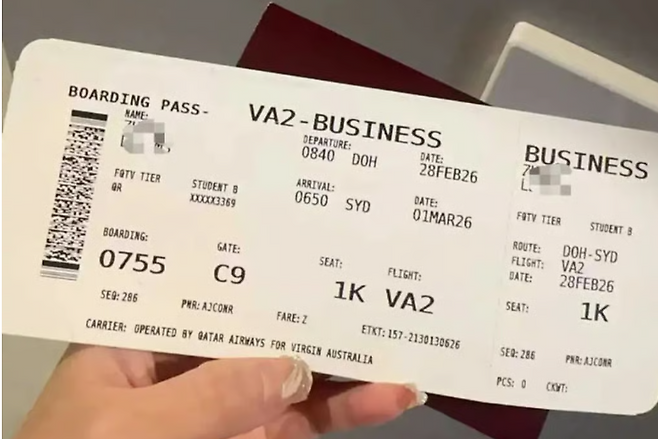 BOARDING PASS-
VA2-BUSINESS
NAME:
DEPARTURE:
0840 DOH
DATE:
28FEB26
FQTV TIER
QR
STUDENT B
XXXXX3369
ARRIVAL:
0650 SYD
DATE:
01MAR26
BOARDING:
0755
GATE:
C9
SEAT:
1K
FLIGHT:
VA2
SEQ:286
PNR:AJCONR
FARE:Z
ETKT:157-2130130626
CARRIER: OPERATED BY QATAR AIRWAYS FOR VIRGIN AUSTRALIA
BUSINESS
FQTV TIER
STUDENT B
ROUTE: DOH-SYD
FLIGHT: VA2
DATE: 28FEB26
SEAT: 1K
SEQ:286
PNR:AJCONR
PCS: 0 CKWT: